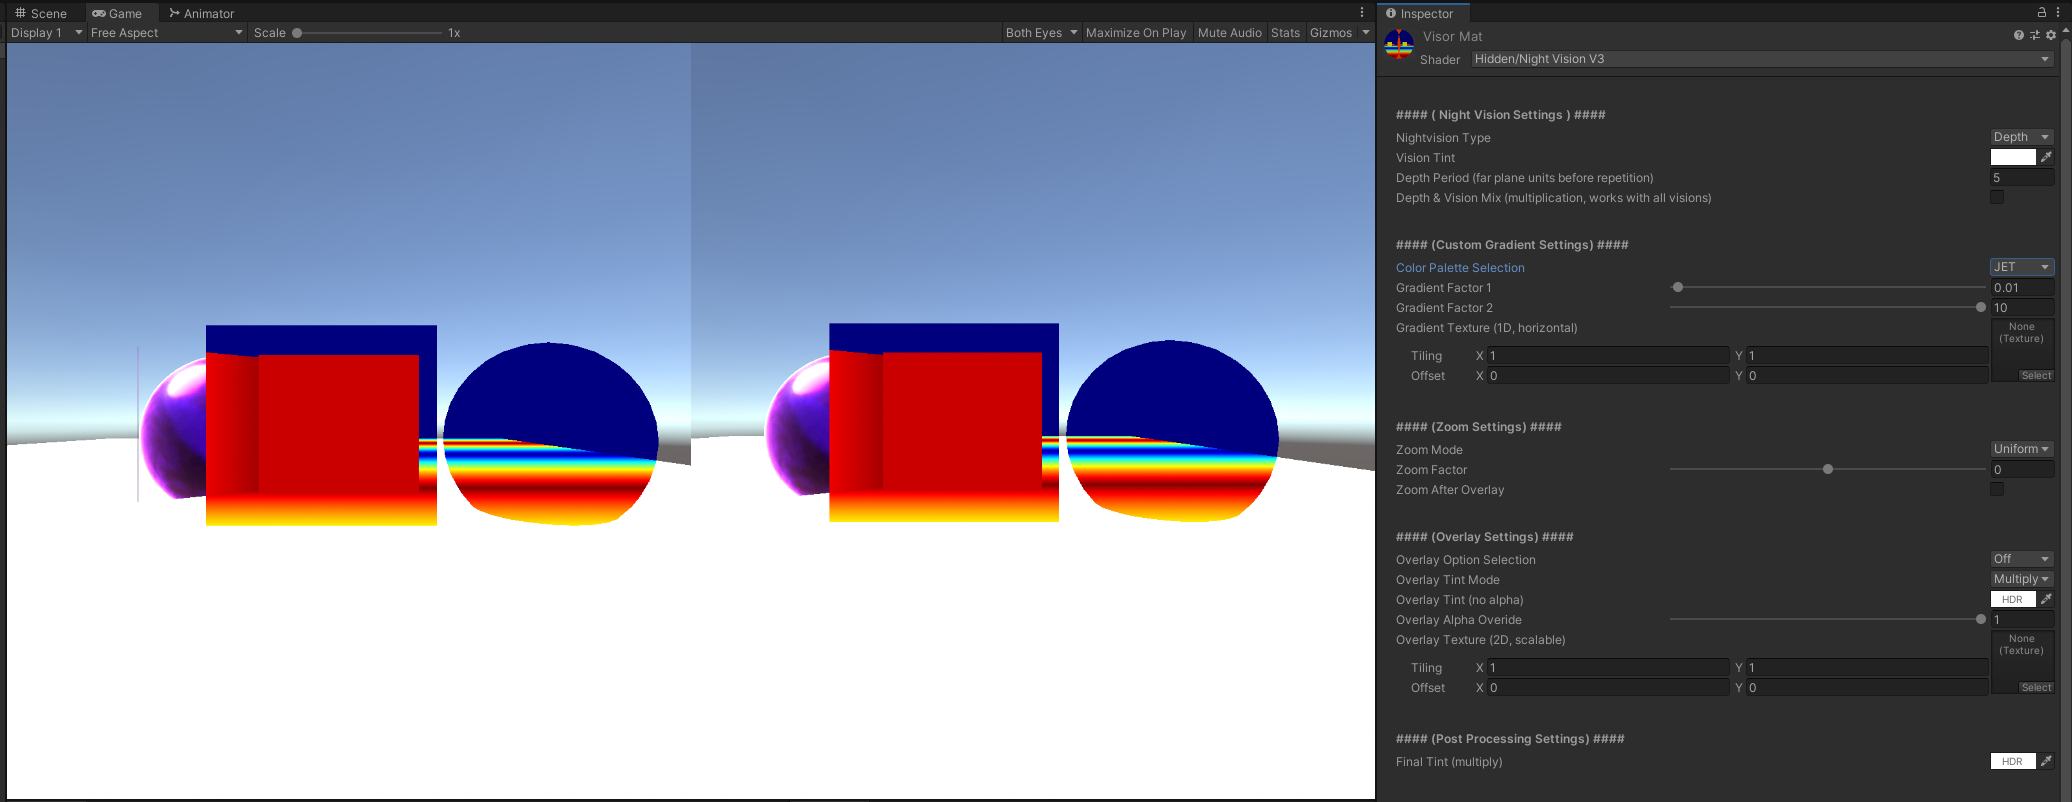 Scene Game Animator
Display 1 Free Aspect Scale 1x Both Eyes Maximize On Play Mute Audio Stats Gizmos
Inspector
Visor Mat
Shader Hidden/Night Vision V3
#### ( Night Vision Settings ) ####
Nightvision Type Depth
Vision Tint
Depth Period (far plane units before repetition) 5
Depth & Vision Mix (multiplication, works with all visions)
#### (Custom Gradient Settings) ####
Color Palette Selection JET
Gradient Factor 1 0.01
Gradient Factor 2 10
Gradient Texture (1D, horizontal) None
(Texture)
Tiling X 1 Y 1
Offset X 0 Y 0 Select
#### (Zoom Settings) ####
Zoom Mode Uniform
Zoom Factor 0
Zoom After Overlay
#### (Overlay Settings) ####
Overlay Option Selection Off
Overlay Tint Mode Multiply
Overlay Tint (no alpha) HDR
Overlay Alpha Overide 1
Overlay Texture (2D, scalable) None
(Texture)
Tiling X 1 Y 1
Offset X 0 Y 0 Select
#### (Post Processing Settings) ####
Final Tint (multiply) HDR